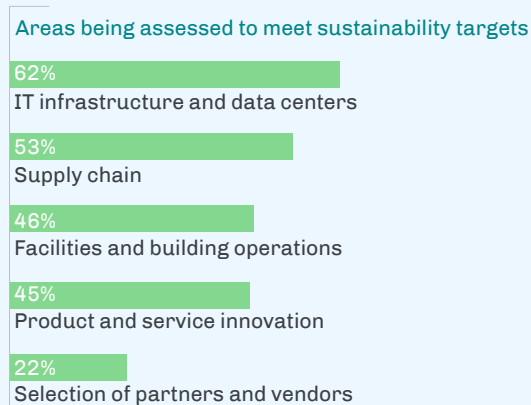 Areas being assessed to meet sustainability targets
62%
IT infrastructure and data centers
53%
Supply chain
46%
Facilities and building operations
45%
Product and service innovation
22%
Selection of partners and vendors